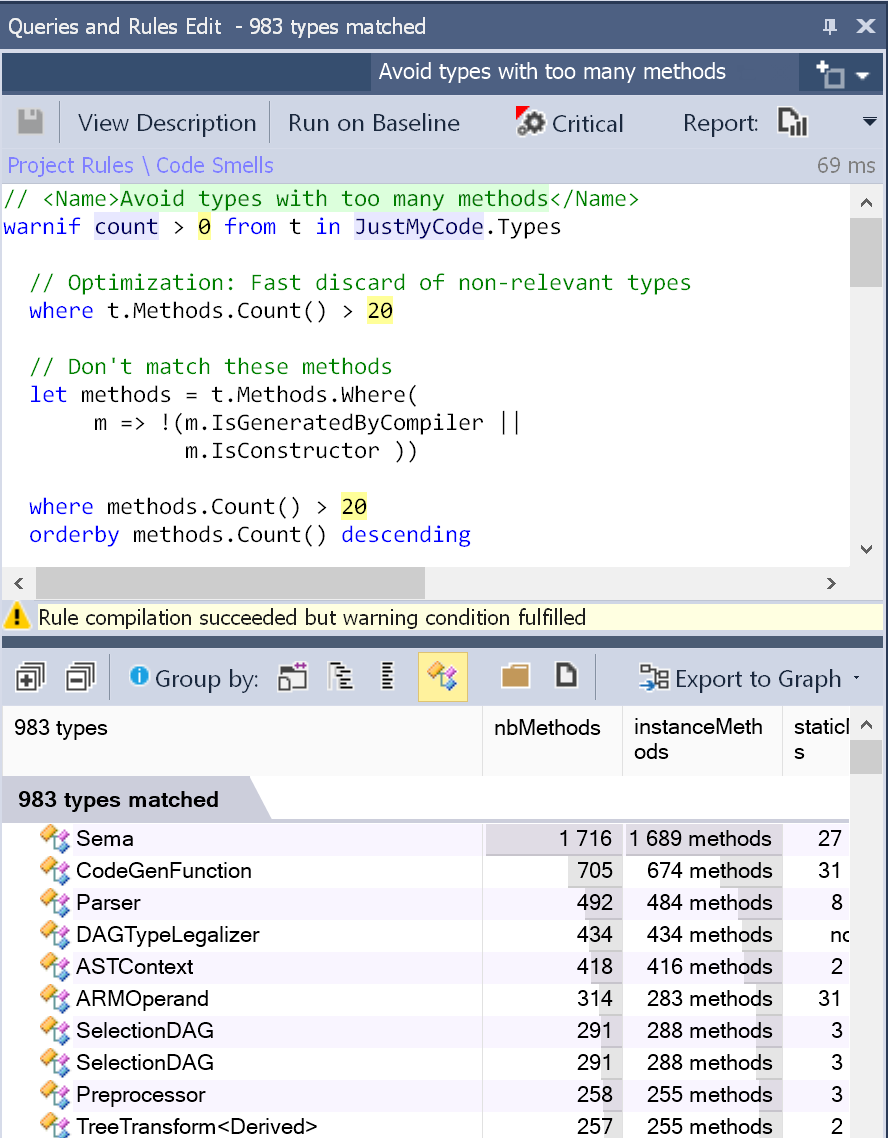 Queries and Rules Edit - 983 types matched
Avoid types with too many methods
View Description Run on Baseline Critical Report:
Project Rules \ Code Smells 69 ms
// <Name>Avoid types with too many methods</Name>
warnif count > 0 from t in JustMyCode.Types
// Optimization: Fast discard of non-relevant types
where t.Methods.Count() > 20
// Don't match these methods
let methods = t.Methods.Where(
m => !(m.IsGeneratedByCompiler ||
m.IsConstructor ))
where methods.Count() > 20
orderby methods.Count() descending
Rule compilation succeeded but warning condition fulfilled
Group by: Export to Graph
983 types nbMethods instanceMeth
ods
s
983 types matched
Sema 1 716 1 689 methods 27
CodeGenFunction 705 674 methods 31
Parser 492 484 methods 8
DAGTypeLegalizer 434 434 methods
ASTContext 418 416 methods 2
ARMOperand 314 283 methods 31
SelectionDAG 291 288 methods 3
SelectionDAG 291 288 methods 3
Preprocessor 258 255 methods 3
TreeTransform<Derived> 257 255 methods 2